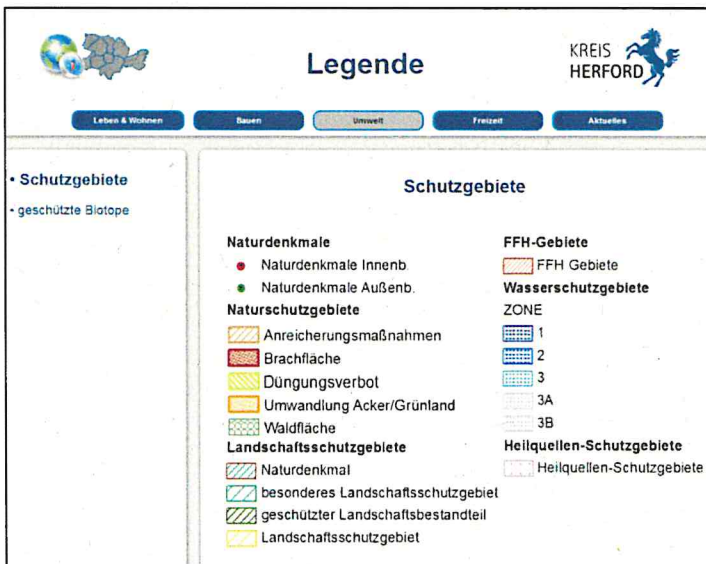 Legende
KREIS
HERFORD
Leben & Wohnen
Bauen
Umwelt
Freizeit
Aktuelles
• Schutzgebiete
• geschützte Biotope
Schutzgebiete
Naturdenkmale
Naturdenkmale Innenb.
Naturdenkmale Außenb.
Naturschutzgebiete
Anreicherungsmaßnahmen
Brachfläche
Düngungsverbot
Umwandlung Acker/Grünland
Waldfläche
Landschaftsschutzgebiete
Naturdenkmal
besonderes Landschaftsschutzgebiet
geschützter Landschaftsbestandteil
Landschaftsschutzgebiet
FFH-Gebiete
FFH Gebiete
Wasserschutzgebiete
ZONE
1
2
3
3A
3B
Heilquellen-Schutzgebiete
Heilquellen-Schutzgebiete